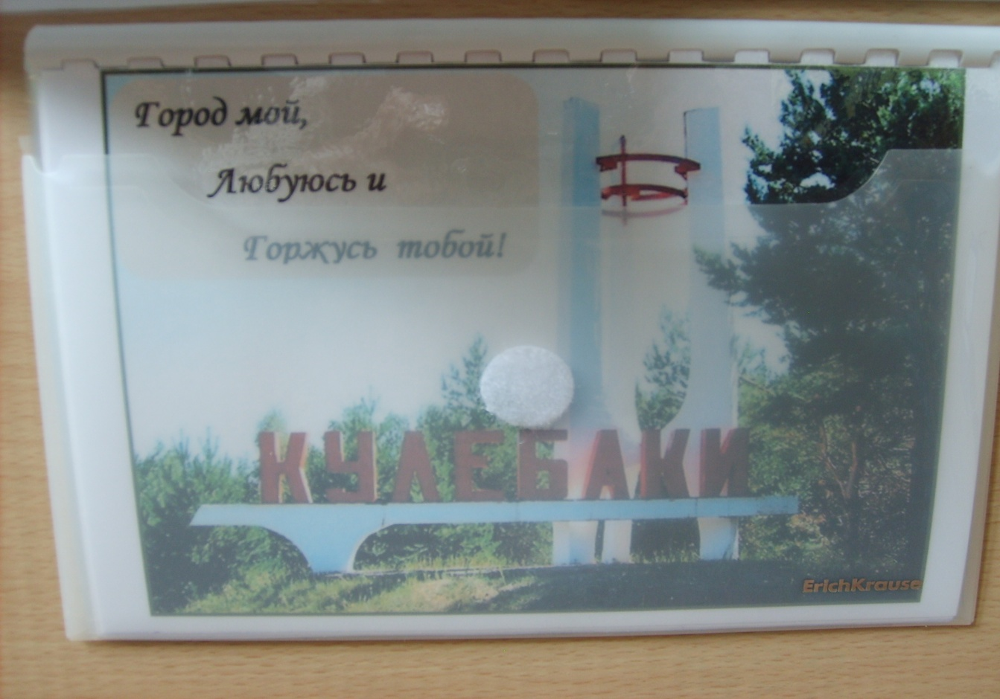 Город мой,
Любуюсь и
Горжусь тобой!
КУЛЕБАКИ
ErichKrause